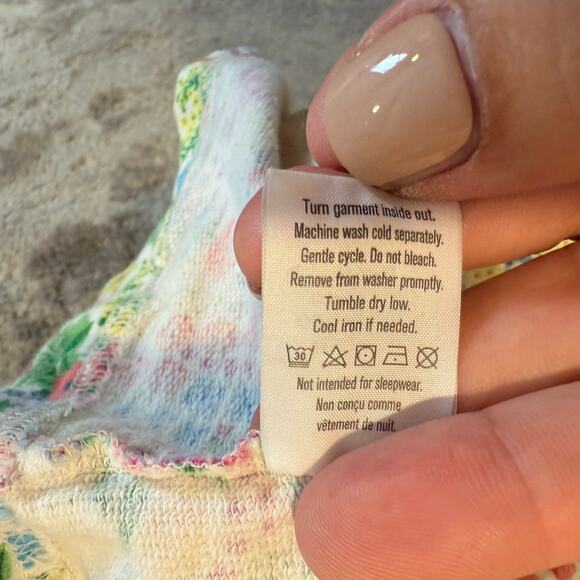 Turn garment inside out.
Machine wash cold separately.
Gentle cycle. Do not bleach.
Remove from washer promptly.
Tumble dry low.
Cool iron if needed.
30
Not intended for sleepwear.
Non conçu comme
vêtement de nuit.